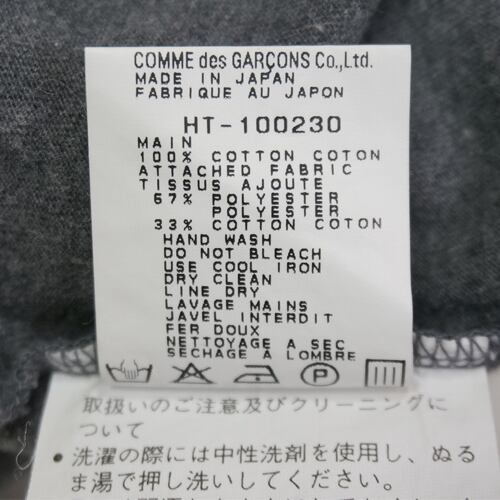 COMME des GARÇONS Co.,Ltd.
MADE IN JAPAN
FABRIQUE AU JAPON
HT-100230
MAIN
100% COTTON COTON
ATTACHED FABRIC
TISSUS AJOUTE
67% POLYESTER
POLYESTER
33% COTTON COTON
HAND WASH
DO NOT BLEACH
USE COOL IRON
DRY CLEAN
LINE DRY
LAVAGE MAINS
JAVEL INTERDIT
FER DOUX
NETTOYAGE A SEC
SECHAGE A LOMBRE
P
取扱いのご注意及びクリーニングに
ついて
• 洗濯の際には中性洗剤を使用し、ぬる
ま湯で押し洗いしてください。